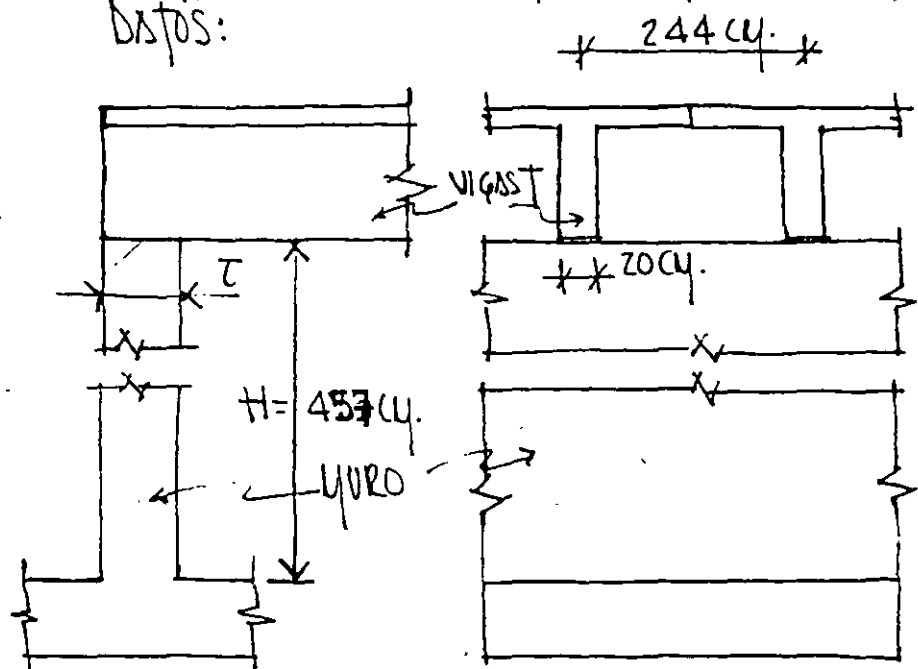 DATOS:
244 CM.
VIGAS T
τ
20 CM.
H= 457 CM.
MURO